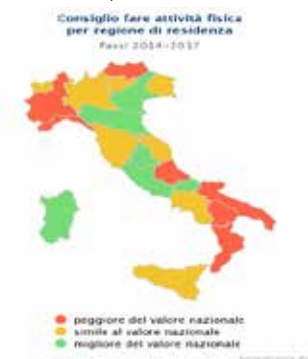 Consiglio fare attività fisica
per regione di residenza
Passi 2014-2017
peggiore del valore nazionale
simile al valore nazionale
migliore del valore nazionale